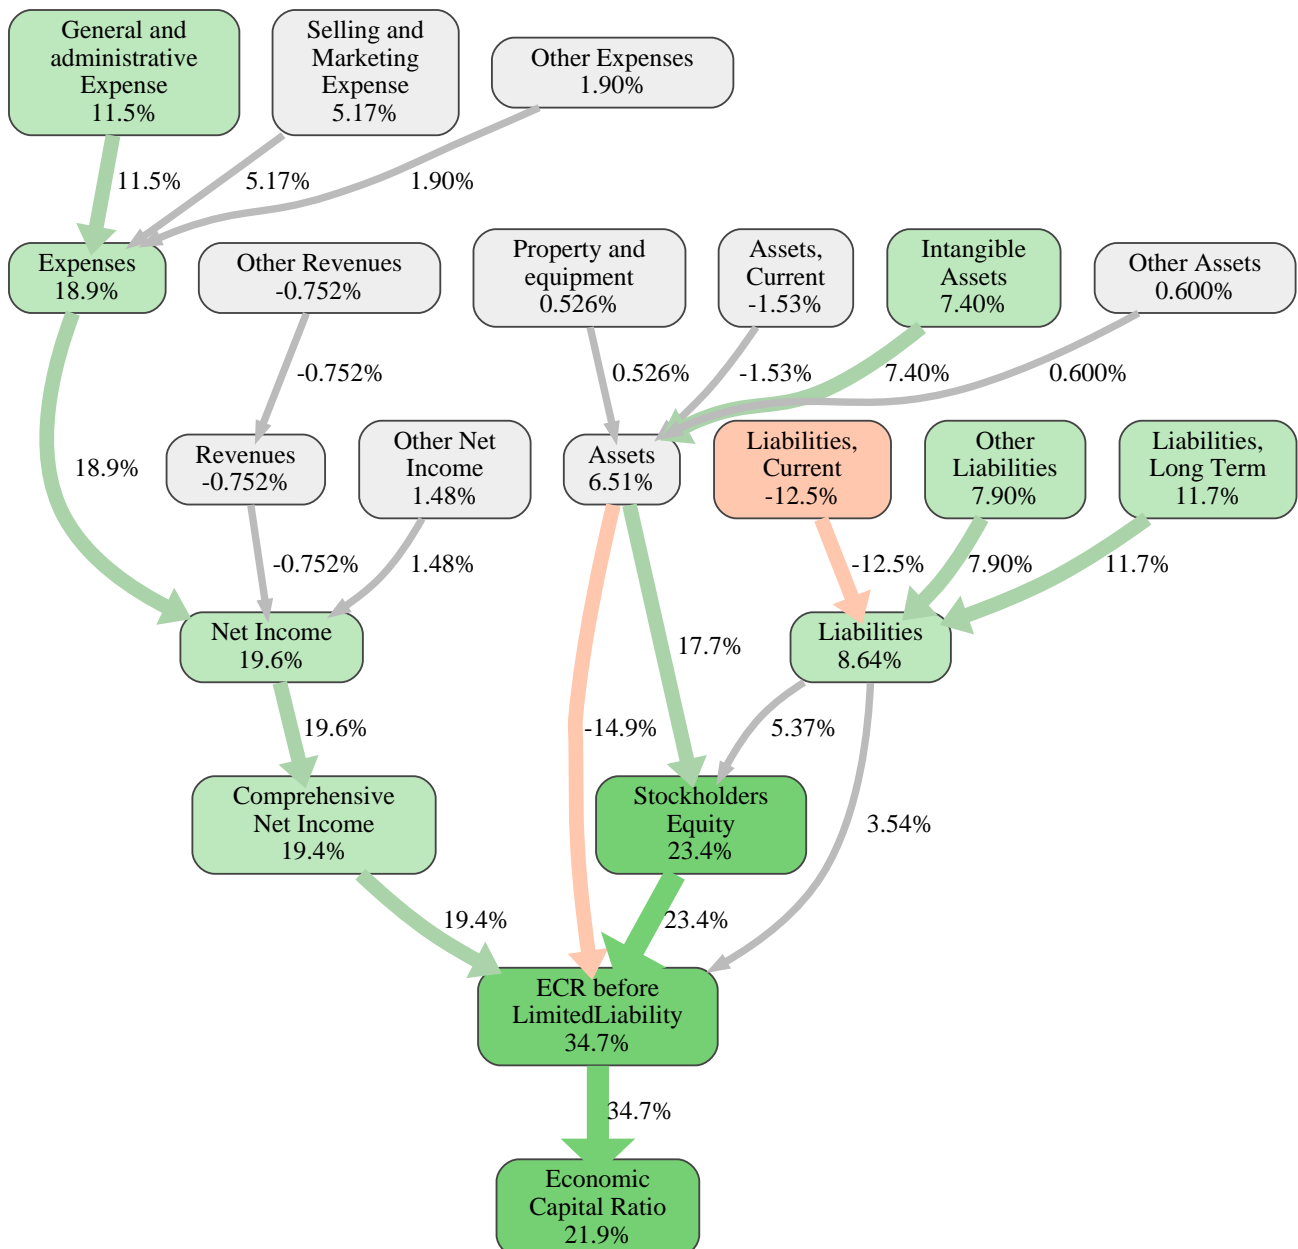 General and
administrative
Expense
11.5%
Selling and
Marketing
Expense
5.17%
Other Expenses
1.90%
11.5%
5.17%
1.90%
Expenses
18.9%
Other Revenues
-0.752%
Property and
equipment
0.526%
Assets,
Current
-1.53%
Intangible
Assets
7.40%
Other Assets
0.600%
-0.752%
0.526%
-1.53%
7.40%
0.600%
18.9%
Revenues
-0.752%
Other Net
Income
1.48%
Assets
6.51%
Liabilities,
Current
-12.5%
Other
Liabilities
7.90%
Liabilities,
Long Term
11.7%
-0.752%
1.48%
-12.5%
7.90%
11.7%
Net Income
19.6%
17.7%
Liabilities
8.64%
19.6%
-14.9%
5.37%
Comprehensive
Net Income
19.4%
Stockholders
Equity
23.4%
3.54%
19.4%
23.4%
ECR before
LimitedLiability
34.7%
34.7%
Economic
Capital Ratio
21.9%